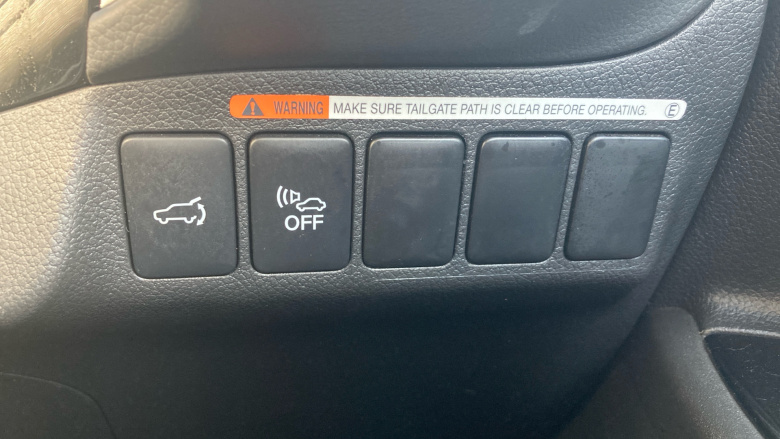 WARNING MAKE SURE TAILGATE PATH IS CLEAR BEFORE OPERATING. E
OFF